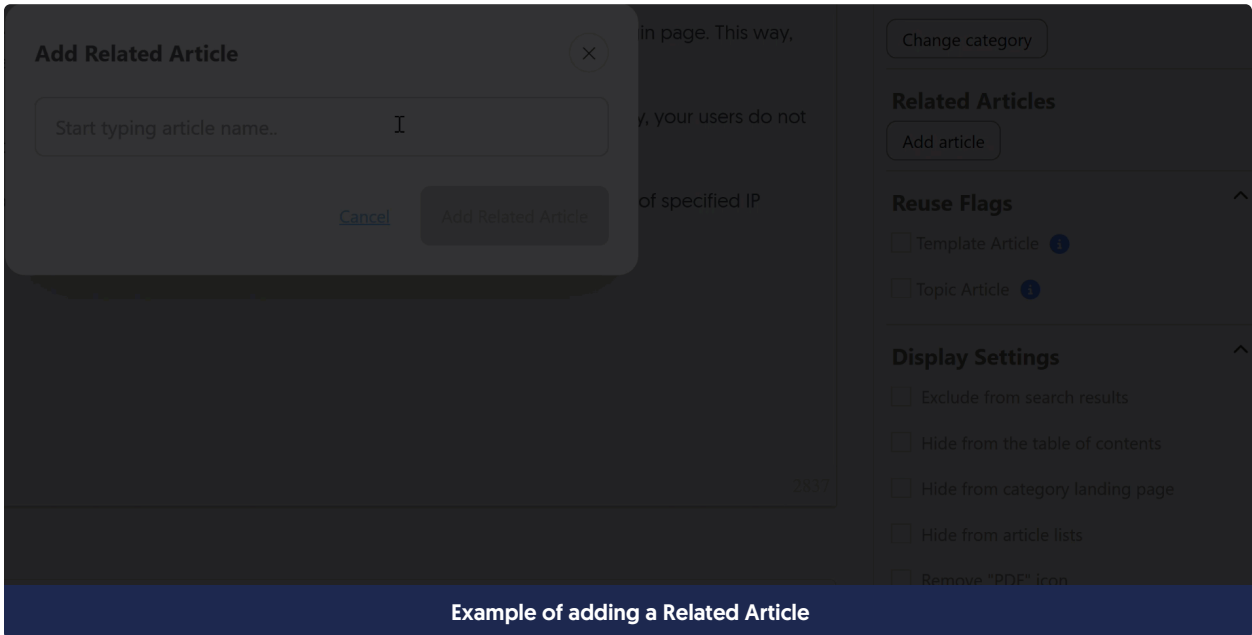 Add Related Article
Start typing article name..
Cancel
Add Related Article
in page. This way,
y, your users do not
of specified IP
Change category
Related Articles
Add article
Reuse Flags
Template Article
Topic Article
Display Settings
Exclude from search results
Hide from the table of contents
Hide from category landing page
Hide from article lists
Remove "PDF" icon
Example of adding a Related Article